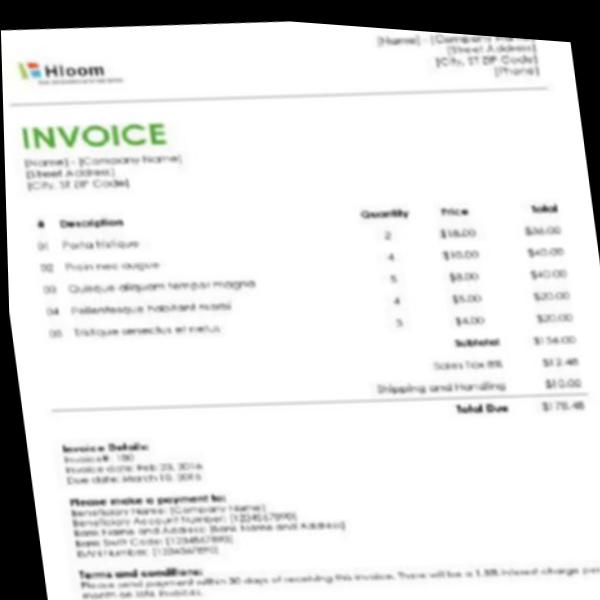 [Name] - [Company Name]
[Street Address]
[City, ST ZIP Code]
[Phone]
Hloom
INVOICE
[Name] - [Company Name]
[Street Address]
[City, ST ZIP Code]
# Description Quantity Price Total
01 Porta tristique 2 $18.00 $36.00
02 Proin nec augue 4 $10.00 $40.00
03 Quisque aliquam tempor magna 5 $8.00 $40.00
04 Pellentesque habitant morbi 4 $5.00 $20.00
05 Tristique senectus et netus 5 $4.00 $20.00
Subtotal $156.00
Sales Tax 8% $12.48
Shipping and Handling $10.00
Total Due $178.48
Invoice Details:
Invoice#: 180
Invoice date: Feb 23, 2016
Due date: March 10, 2016
Please make a payment to:
Beneficiary Name: [Company Name]
Beneficiary Account Number: [1234567890]
Bank Name and Address: [Bank Name and Address]
Bank Swift Code: [1234567890]
IBAN Number: [1234567890]
Terms and conditions:
Please send payment within 30 days of receiving this invoice. There will be a 1.5% interest charge per
month on late invoices.